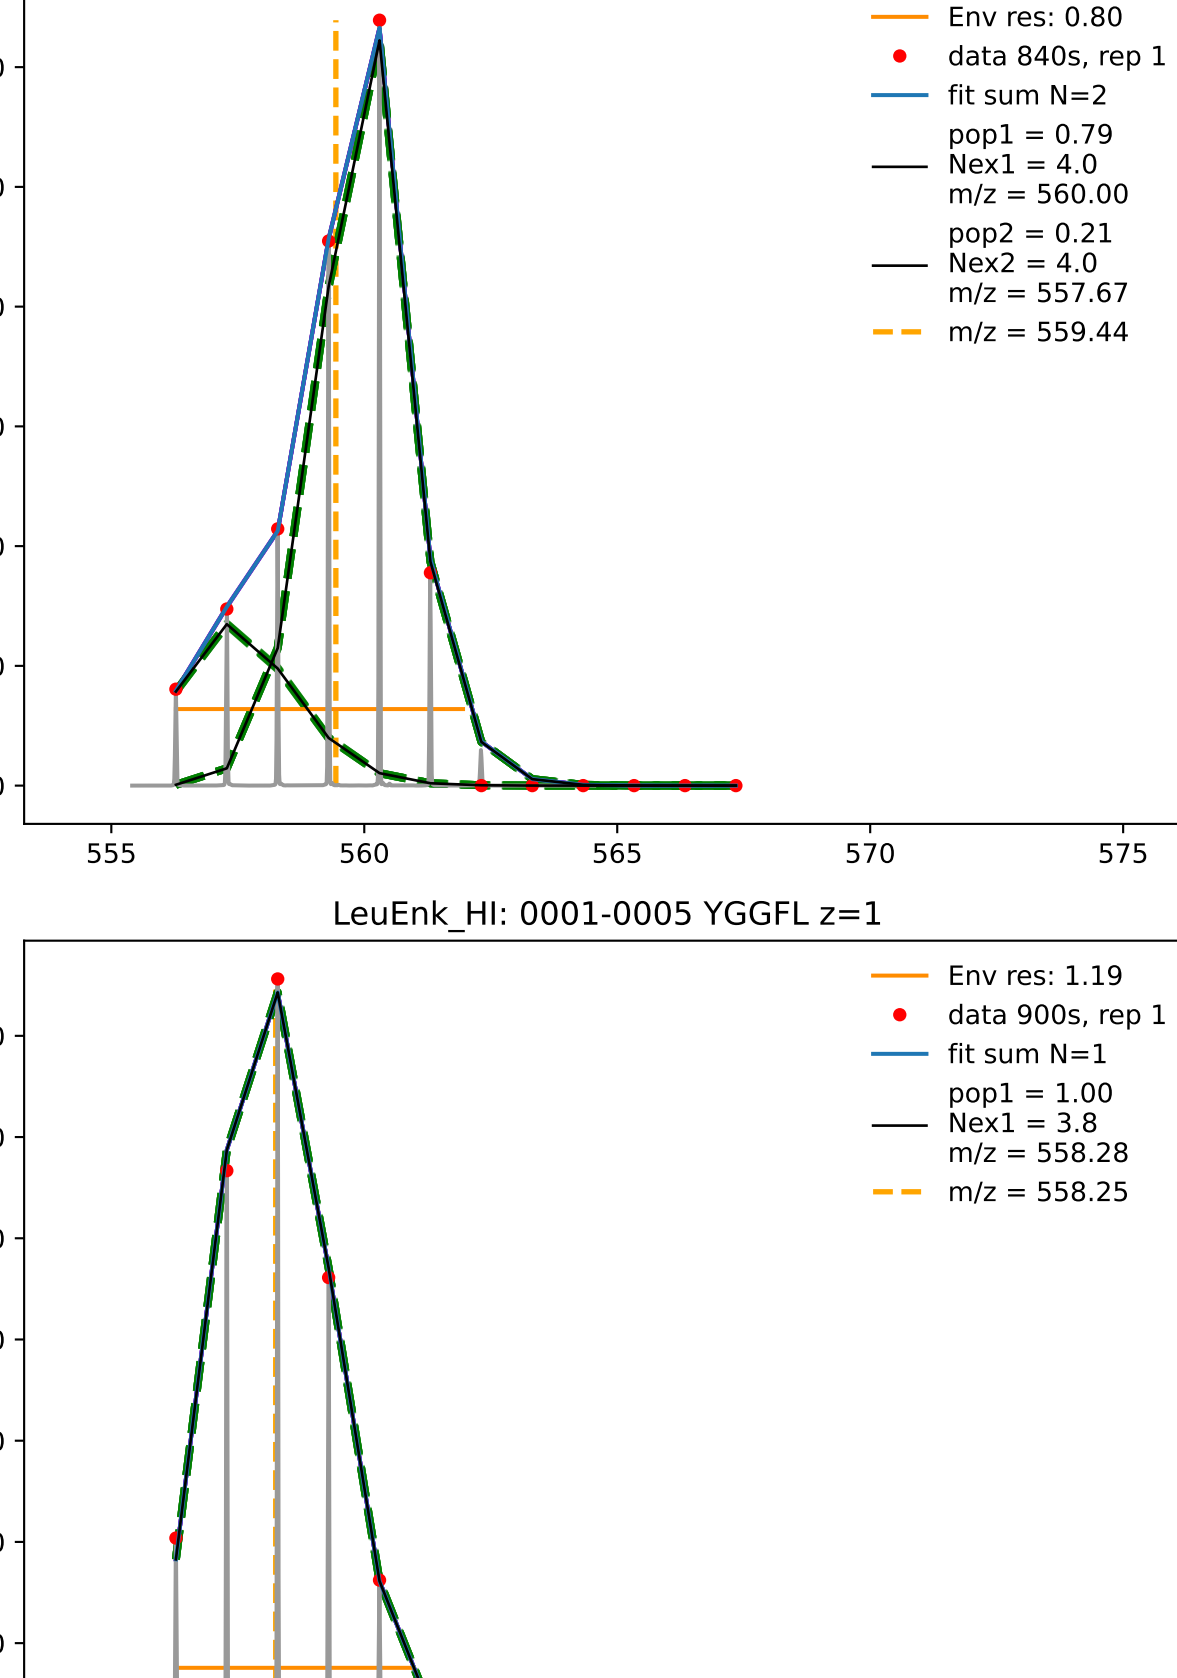 Env res: 0.80
data 840s, rep 1
fit sum N=2
pop1 = 0.79
Nex1 = 4.0
m/z = 560.00
pop2 = 0.21
Nex2 = 4.0
m/z = 557.67
m/z = 559.44
555 560 565 570 575
LeuEnk_HI: 0001-0005 YGGFL z=1
Env res: 1.19
data 900s, rep 1
fit sum N=1
pop1 = 1.00
Nex1 = 3.8
m/z = 558.28
m/z = 558.25